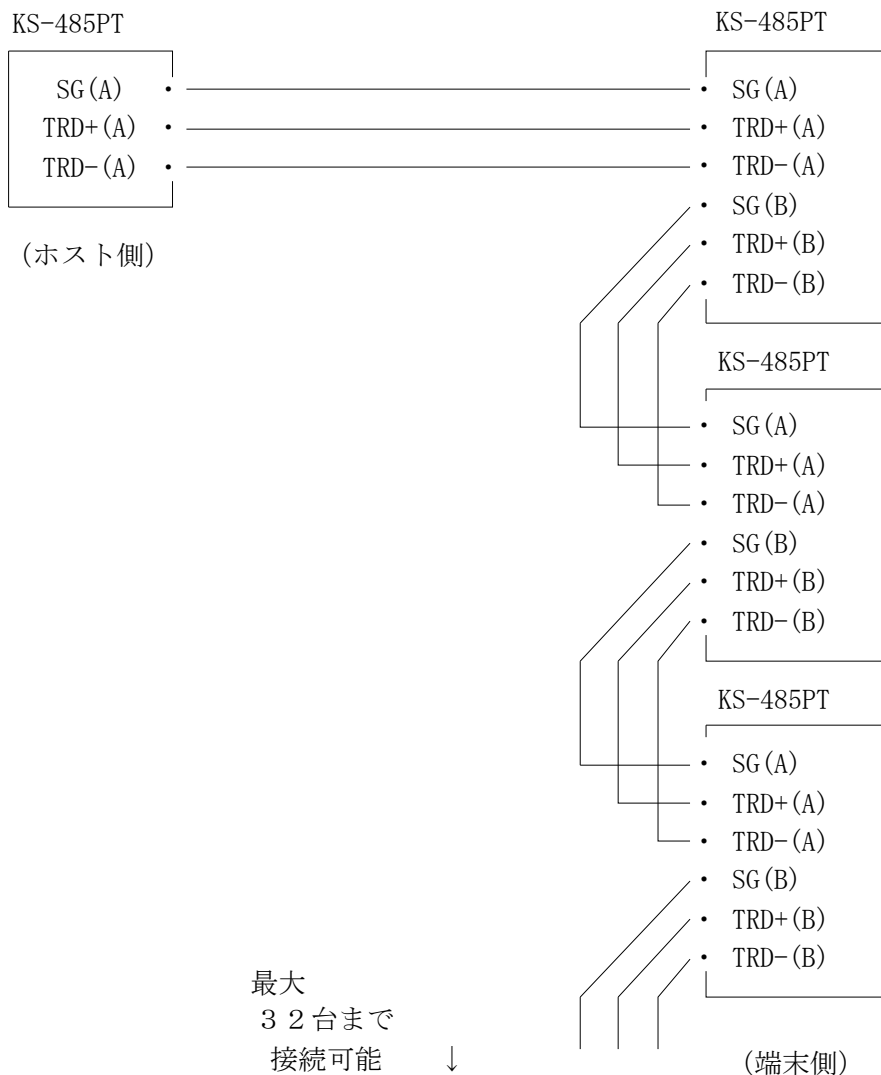 KS-485PT
SG(A)
TRD+(A)
TRD-(A)
(ホスト側)
KS-485PT
SG(A)
TRD+(A)
TRD-(A)
SG(B)
TRD+(B)
TRD-(B)
KS-485PT
SG(A)
TRD+(A)
TRD-(A)
SG(B)
TRD+(B)
TRD-(B)
KS-485PT
SG(A)
TRD+(A)
TRD-(A)
SG(B)
TRD+(B)
TRD-(B)
最大
32台まで
接続可能 ↓
(端末側)